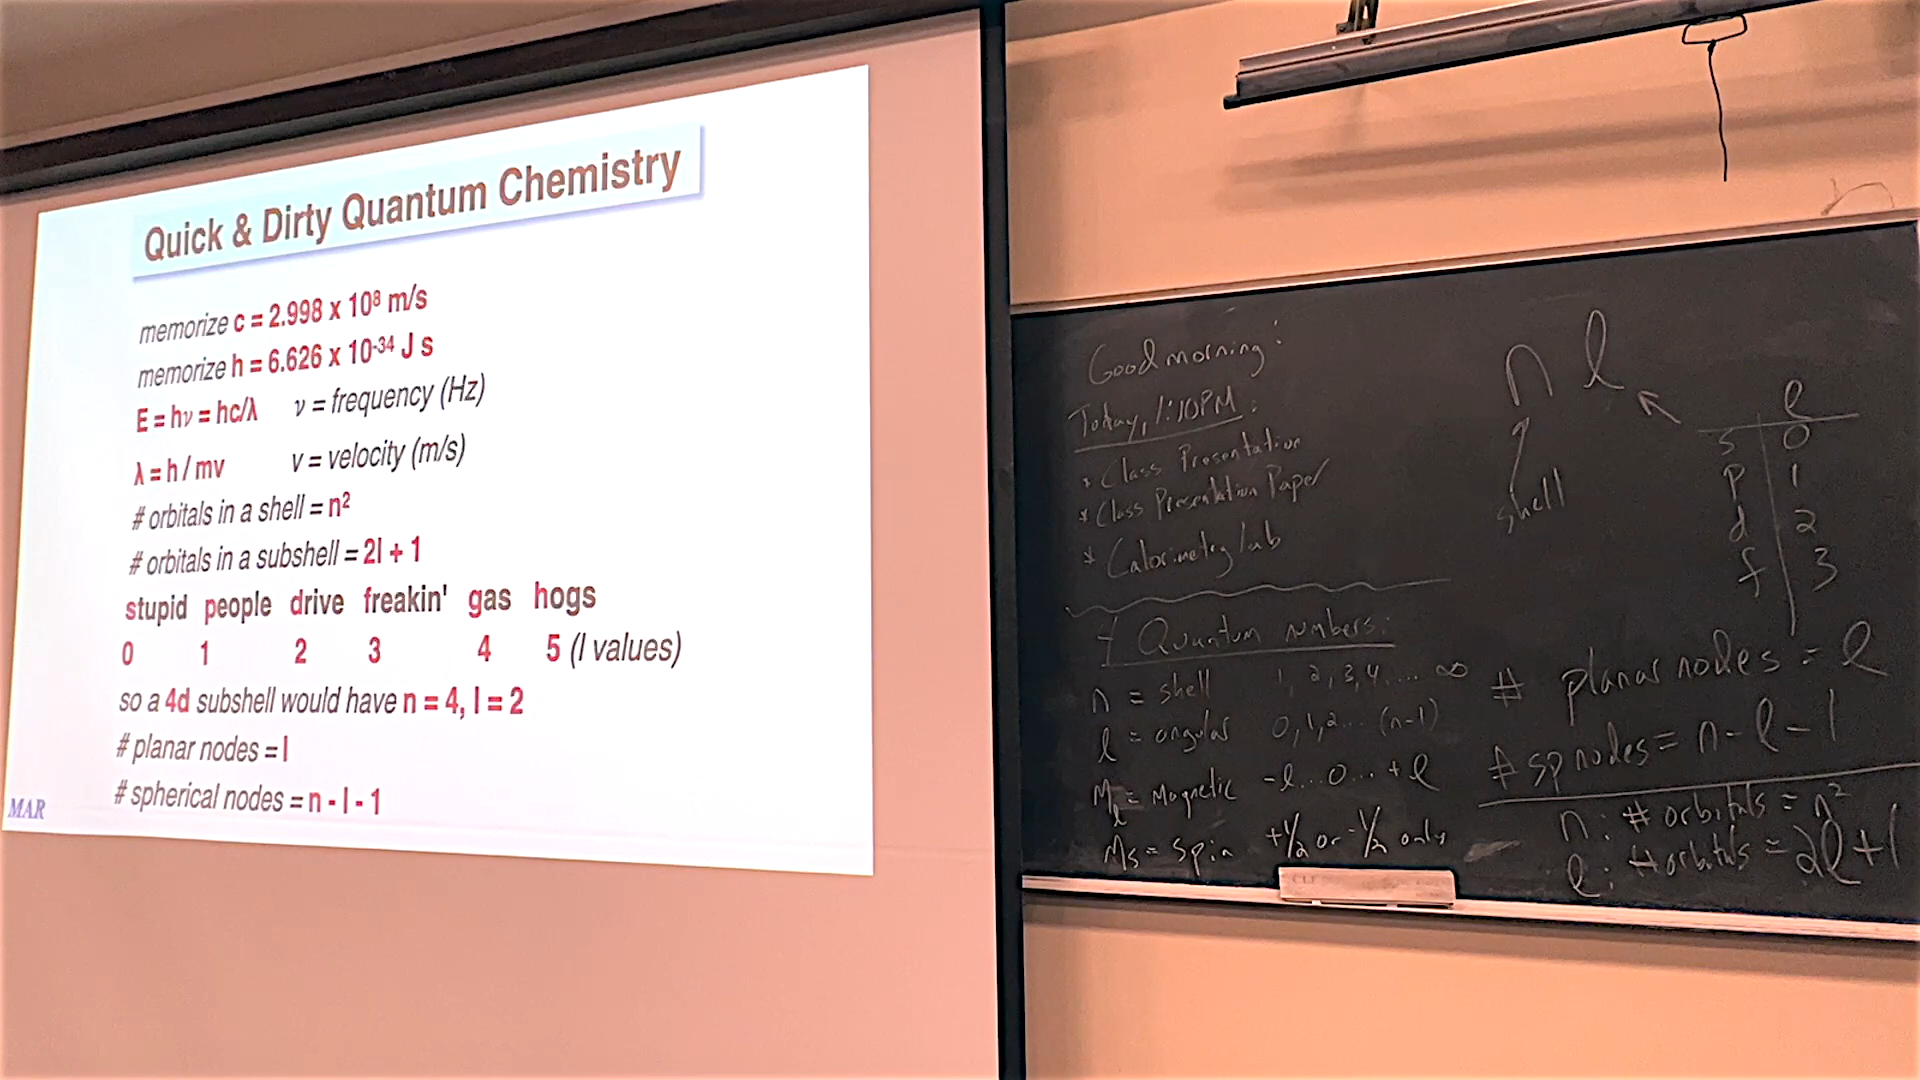 Quick & Dirty Quantum Chemistry
memorize c = 2.998 x 10⁸ m/s
memorize h = 6.626 x 10⁻³⁴ J s
E = hν = hc/λ ν = frequency (Hz)
λ = h / mv v = velocity (m/s)
# orbitals in a shell = n²
# orbitals in a subshell = 2l + 1
stupid people drive freakin' gas hogs
0 1 2 3 4 5 (l values)
so a 4d subshell would have n = 4, l = 2
# planar nodes = l
# spherical nodes = n - l - 1
MAR
Good morning!
Today, 1:10PM:
* Class Presentation
* Class Presentation Paper
* Calorimetry lab
4 Quantum numbers:
n = shell 1, 2, 3, 4, ... ∞
l = angular 0, 1, 2... (n-1)
Ml = Magnetic -l...0...+l
Ms = spin +1/2 or -1/2 only
n l
shell
l
s 0
p 1
d 2
f 3
# planar nodes = l
# sp nodes = n - l - 1
n: # orbitals = n²
l: # orbitals = 2l + 1